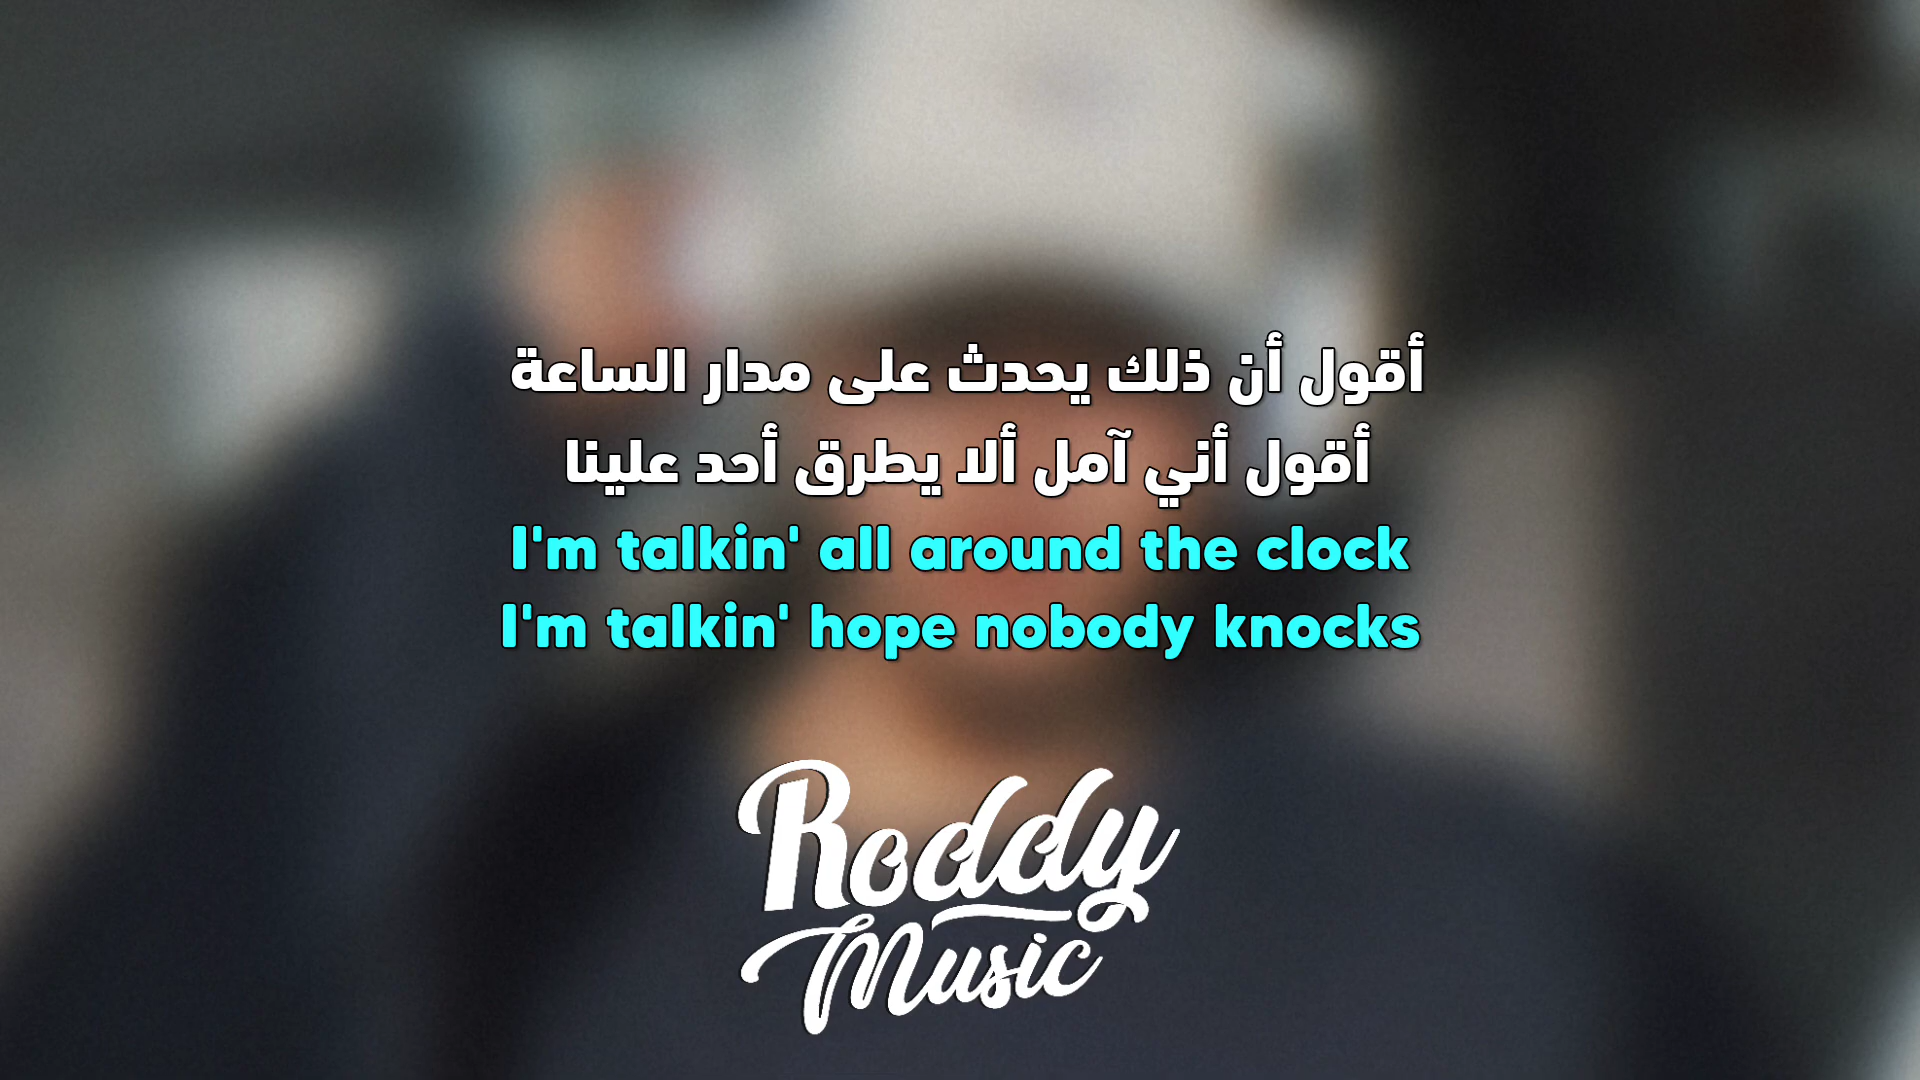 أقول أن ذلك يحدث على مدار الساعة
أقول أني آمل ألا يطرق أحد علينا
I'm talkin' all around the clock
I'm talkin' hope nobody knocks
Roddy
Music